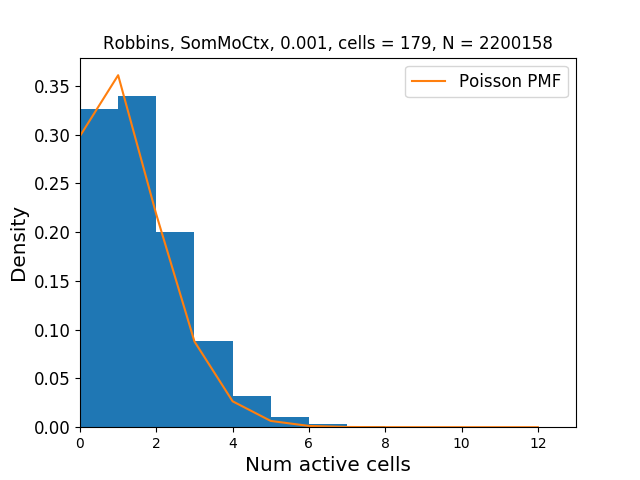 Robbins, SomMoCtx, 0.001, cells = 179, N = 2200158
Poisson PMF
0.35
0.30
0.25
0.20
0.15
0.10
0.05
0.00
Density
0 2 4 6 8 10 12
Num active cells